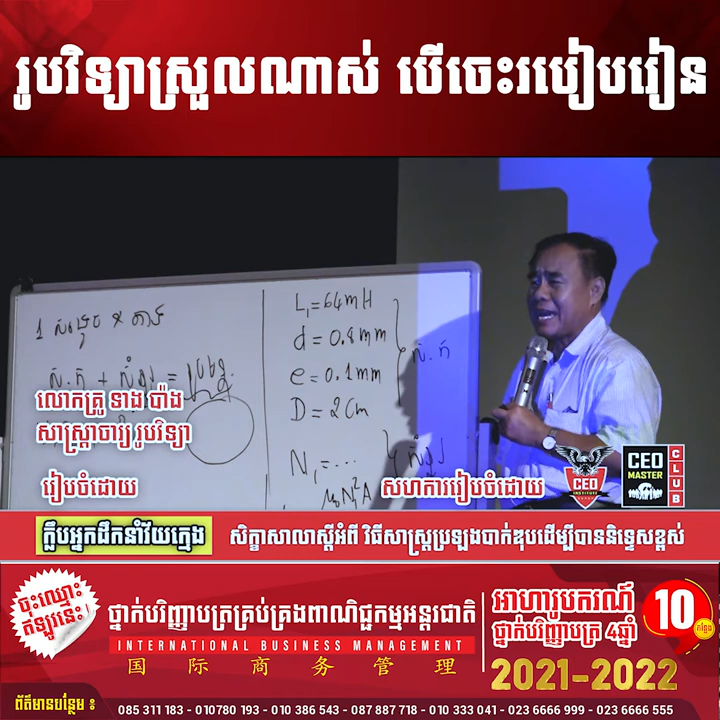 រូបវិទ្យាស្រួលណាស់ បើចេះរបៀបរៀន
L₁ = 64mH
d = 0.8mm
e = 0.1mm
D = 2cm
N₁ = ...
លោកគ្រូ ទាង ប៉ាង
សាស្ត្រាចារ្យ រូបវិទ្យា
រៀបចំដោយ
សហការរៀបចំដោយ
CEO
INSTITUTE
CEO
MASTER
CLUB
ក្លឹបអ្នកដឹកនាំវ័យក្មេង
សិក្ខាសាលាស្តីអំពី វិធីសាស្ត្រប្រឡងបាក់ឌុបដើម្បីបាននិទ្ទេសខ្ពស់
ចុះឈ្មោះ
ឥឡូវនេះ!
ថ្នាក់បរិញ្ញាបត្រគ្រប់គ្រងពាណិជ្ជកម្មអន្តរជាតិ
INTERNATIONAL BUSINESS MANAGEMENT
国 际 商 务 管 理
អាហារូបករណ៍
ថ្នាក់បរិញ្ញាបត្រ 4ឆ្នាំ
10
កន្លែង
2021-2022
ព័ត៌មានបន្ថែម ៖
085 311 183 - 010780 193 - 010 386 543 - 087 887 718 - 010 333 041 - 023 6666 999 - 023 6666 555